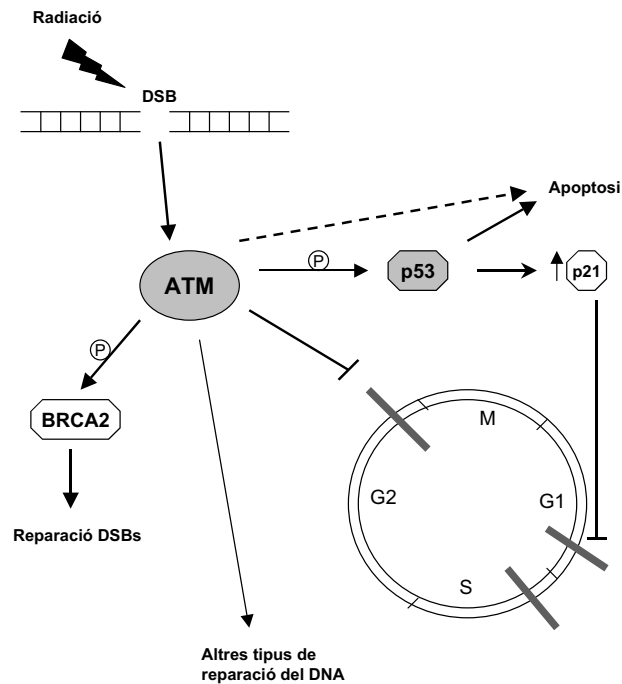 Radiació
DSB
Apoptosi
ATM
P
p53
p21
P
BRCA2
M
G2
G1
S
Reparació DSBs
Altres tipus de
reparació del DNA